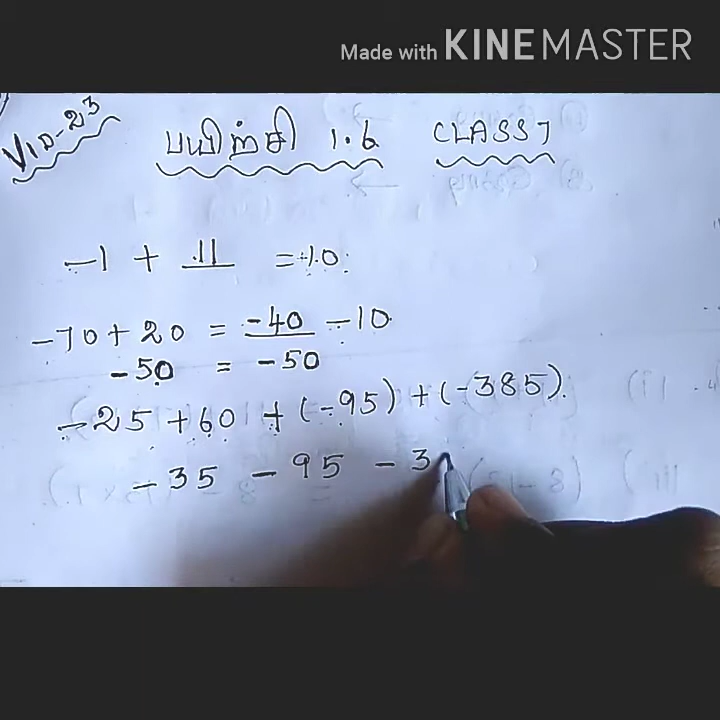 Made with KINEMASTER
VID-23
பயிற்சி 1.6 CLASS 7
-1 + 11 = +10
-70 + 20 = -40 -10
-50 = -50
-25 + 60 + (-95) + (-385)
-35 - 95 - 3